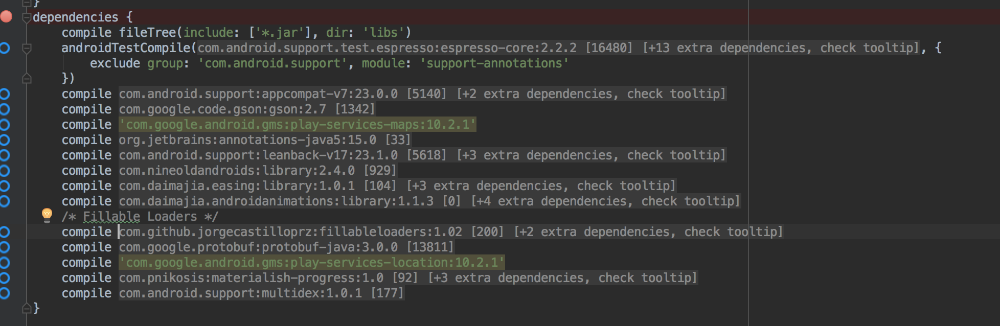 }
dependencies {
compile fileTree(include: ['*.jar'], dir: 'libs')
androidTestCompile(com.android.support.test.espresso:espresso-core:2.2.2 [16480] [+13 extra dependencies, check tooltip], {
exclude group: 'com.android.support', module: 'support-annotations'
})
compile com.android.support:appcompat-v7:23.0.0 [5140] [+2 extra dependencies, check tooltip]
compile com.google.code.gson:gson:2.7 [1342]
compile 'com.google.android.gms:play-services-maps:10.2.1'
compile org.jetbrains:annotations-java5:15.0 [33]
compile com.android.support:leanback-v17:23.1.0 [5618] [+3 extra dependencies, check tooltip]
compile com.nineoldandroids:library:2.4.0 [929]
compile com.daimajia.easing:library:1.0.1 [104] [+3 extra dependencies, check tooltip]
compile com.daimajia.androidanimations:library:1.1.3 [0] [+4 extra dependencies, check tooltip]
/* Fillable Loaders */
compile com.github.jorgecastilloprz:fillableloaders:1.02 [200] [+2 extra dependencies, check tooltip]
compile com.google.protobuf:protobuf-java:3.0.0 [13811]
compile 'com.google.android.gms:play-services-location:10.2.1'
compile com.pnikosis:materialish-progress:1.0 [92] [+3 extra dependencies, check tooltip]
compile com.android.support:multidex:1.0.1 [177]
}